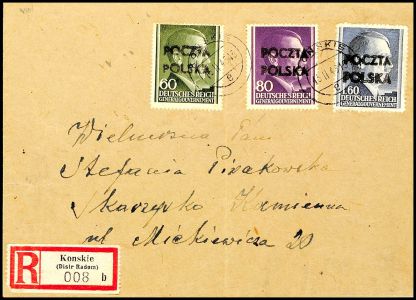 POCZTA
POLSKA
60
DEUTSCHES REICH
GENERALGOUVERNEMENT
POCZTA
POLSKA
80
DEUTSCHES REICH
GENERALGOUVERNEMENT
POCZTA
POLSKA
1.60
DEUTSCHES REICH
GENERALGOUVERNEMENT
e
Wielmożna Pani
Stefania Pisakowska
Skarżysko Kamienna
ul Mickiewicza 20
R
Konskie
(Distr Radom)
008 b